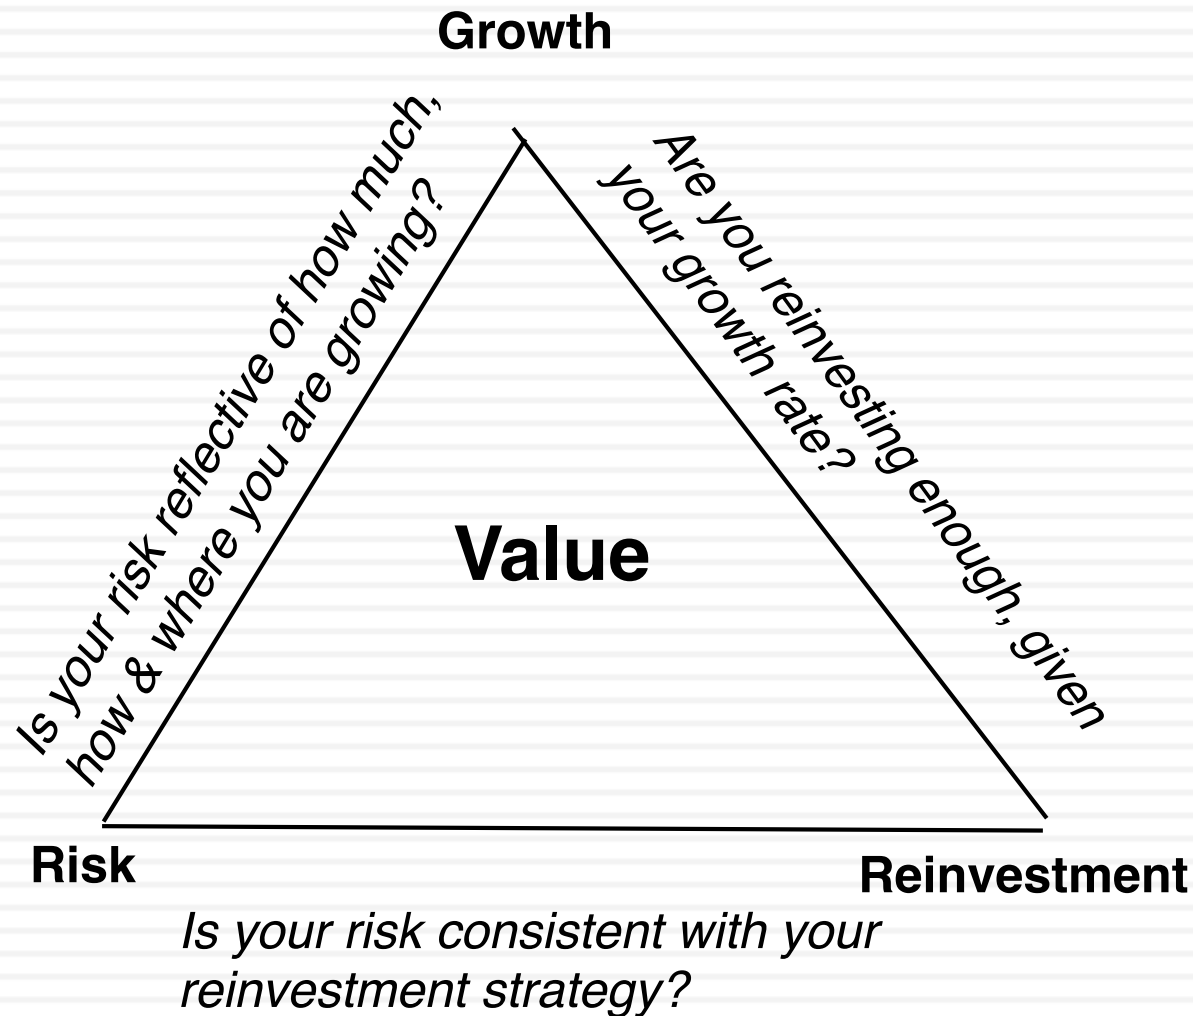 Growth
Is your risk reflective of how much,
how & where you are growing?
Are you reinvesting enough, given
your growth rate?
Value
Risk
Reinvestment
Is your risk consistent with your
reinvestment strategy?